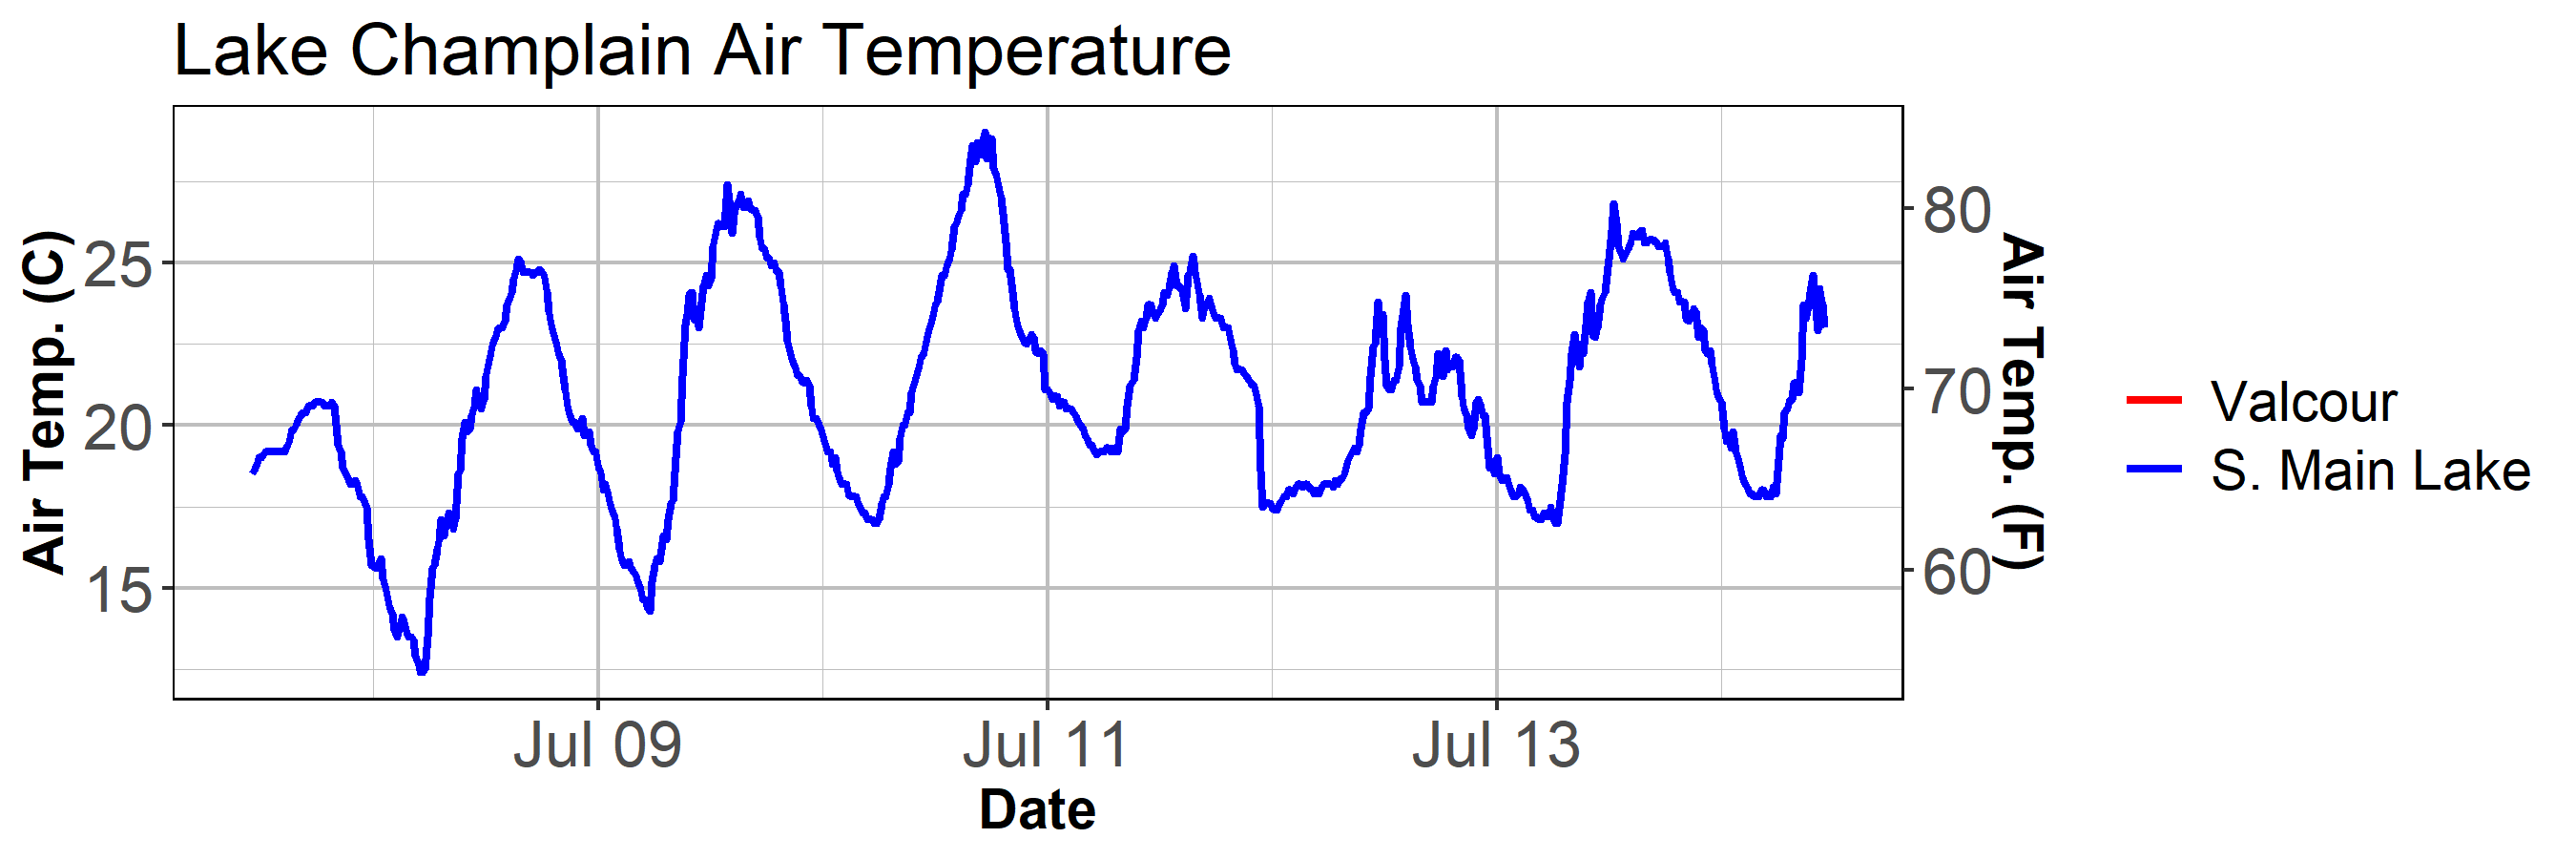 Lake Champlain Air Temperature
Air Temp. (C)
25
20
15
80
70
60
Air Temp. (F)
Jul 09
Jul 11
Jul 13
Date
Valcour
S. Main Lake